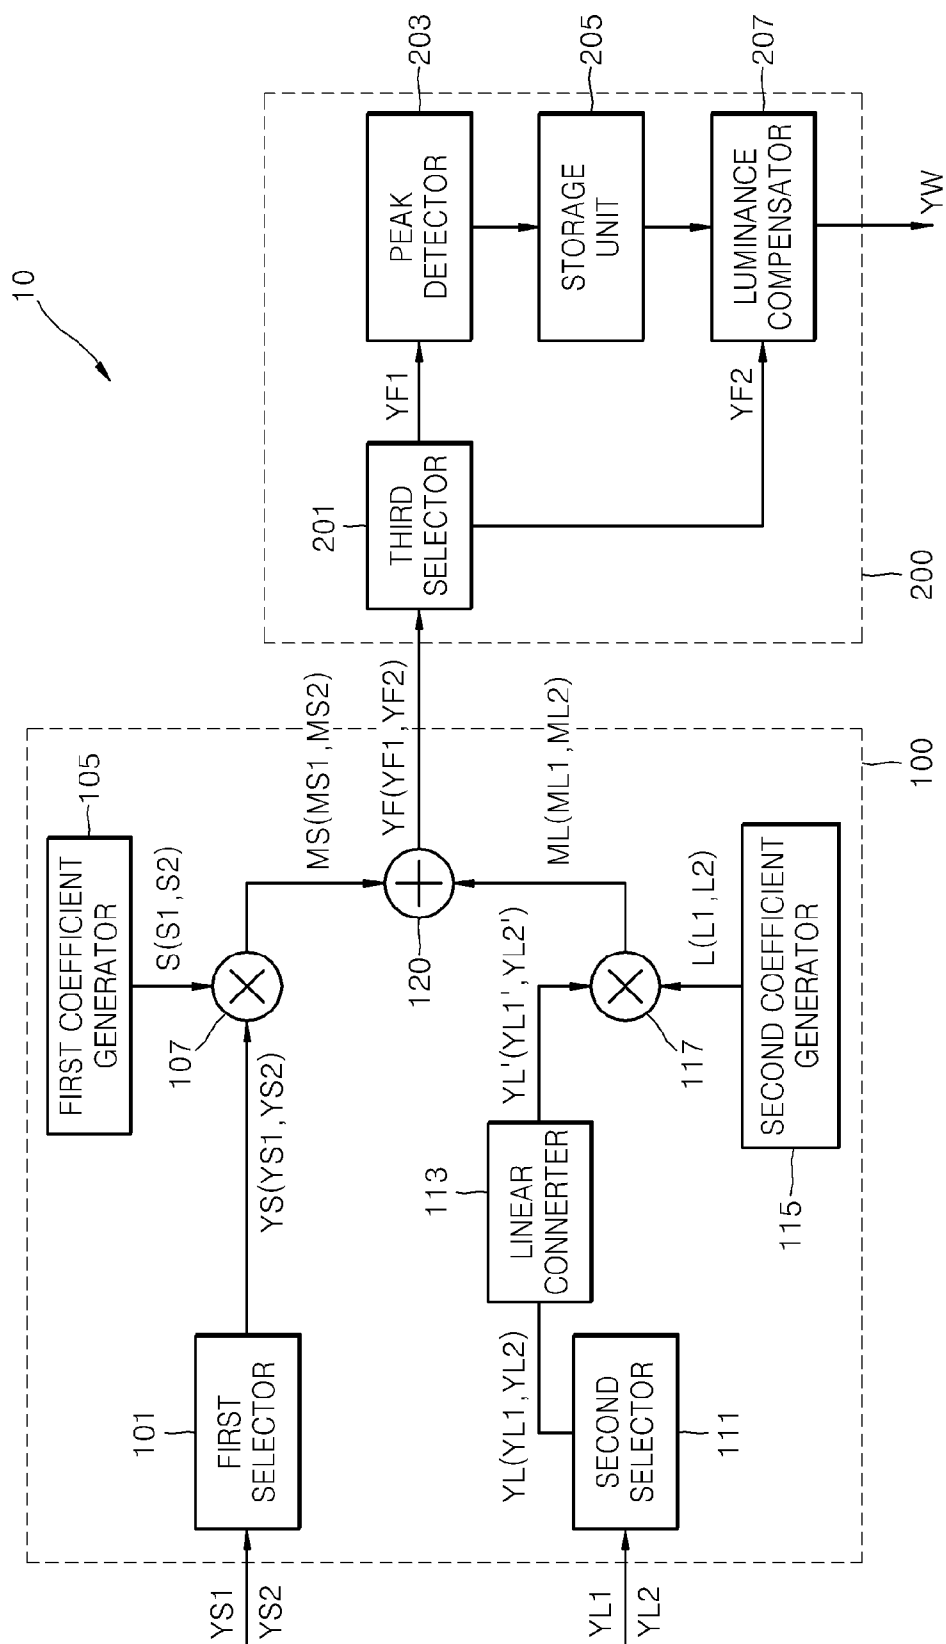 10
FIRST COEFFICIENT
GENERATOR
105
S(S1,S2)
107
MS(MS1,MS2)
YS1
YS2
101
FIRST
SELECTOR
YS(YS1,YS2)
120
YF(YF1,YF2)
YL1
YL2
111
SECOND
SELECTOR
YL(YL1,YL2)
113
LINEAR
CONNERTER
YL'(YL1',YL2')
117
ML(ML1,ML2)
L(L1,L2)
SECOND COEFFICIENT
GENERATOR
115
100
201
THIRD
SELECTOR
YF1
YF2
PEAK
DETECTOR
203
STORAGE
UNIT
205
LUMINANCE
COMPENSATOR
207
YW
200